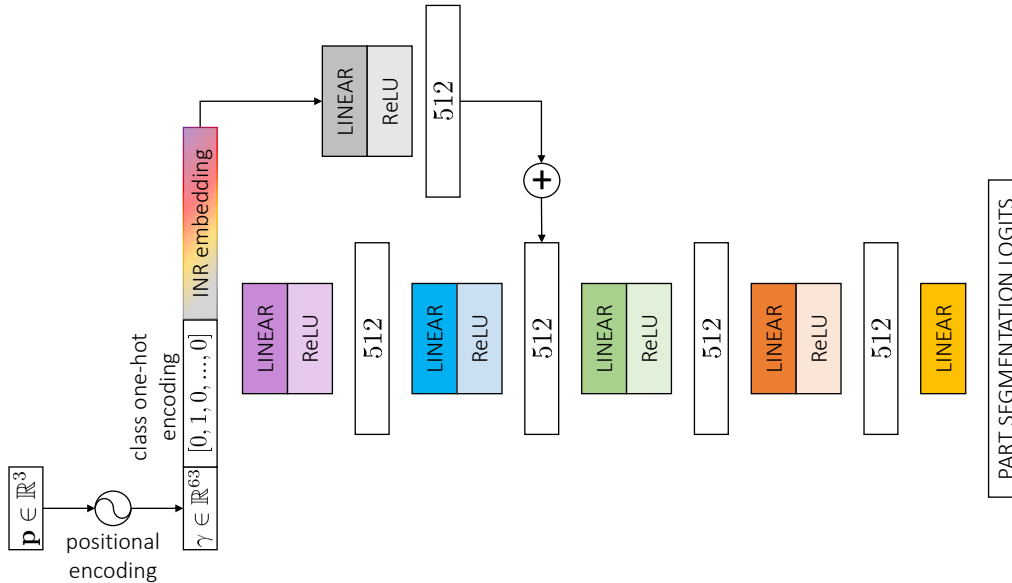 p ∈ ℝ³
positional
encoding
γ ∈ ℝ⁶³
class one-hot
encoding
[0, 1, 0, ..., 0]
INR embedding
LINEAR
ReLU
512
LINEAR
ReLU
512
LINEAR
ReLU
512
+
LINEAR
ReLU
512
LINEAR
ReLU
512
LINEAR
PART SEGMENTATION LOGITS